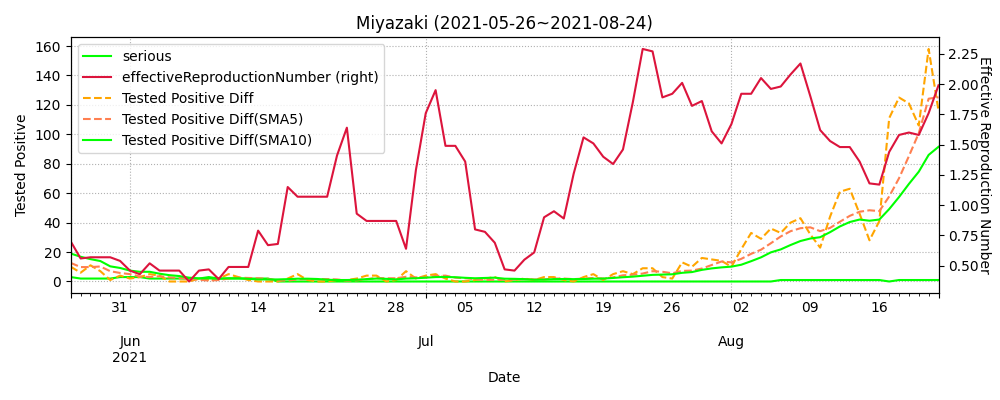 Miyazaki (2021-05-26~2021-08-24)
serious
effectiveReproductionNumber (right)
Tested Positive Diff
Tested Positive Diff(SMA5)
Tested Positive Diff(SMA10)
Tested Positive
160
140
120
100
80
60
40
20
0
2.25
2.00
1.75
1.50
1.25
1.00
0.75
0.50
Effective Reproduction Number
31 07 14 21 28 05 12 19 26 02 09 16
Jun Jul Aug
2021
Date